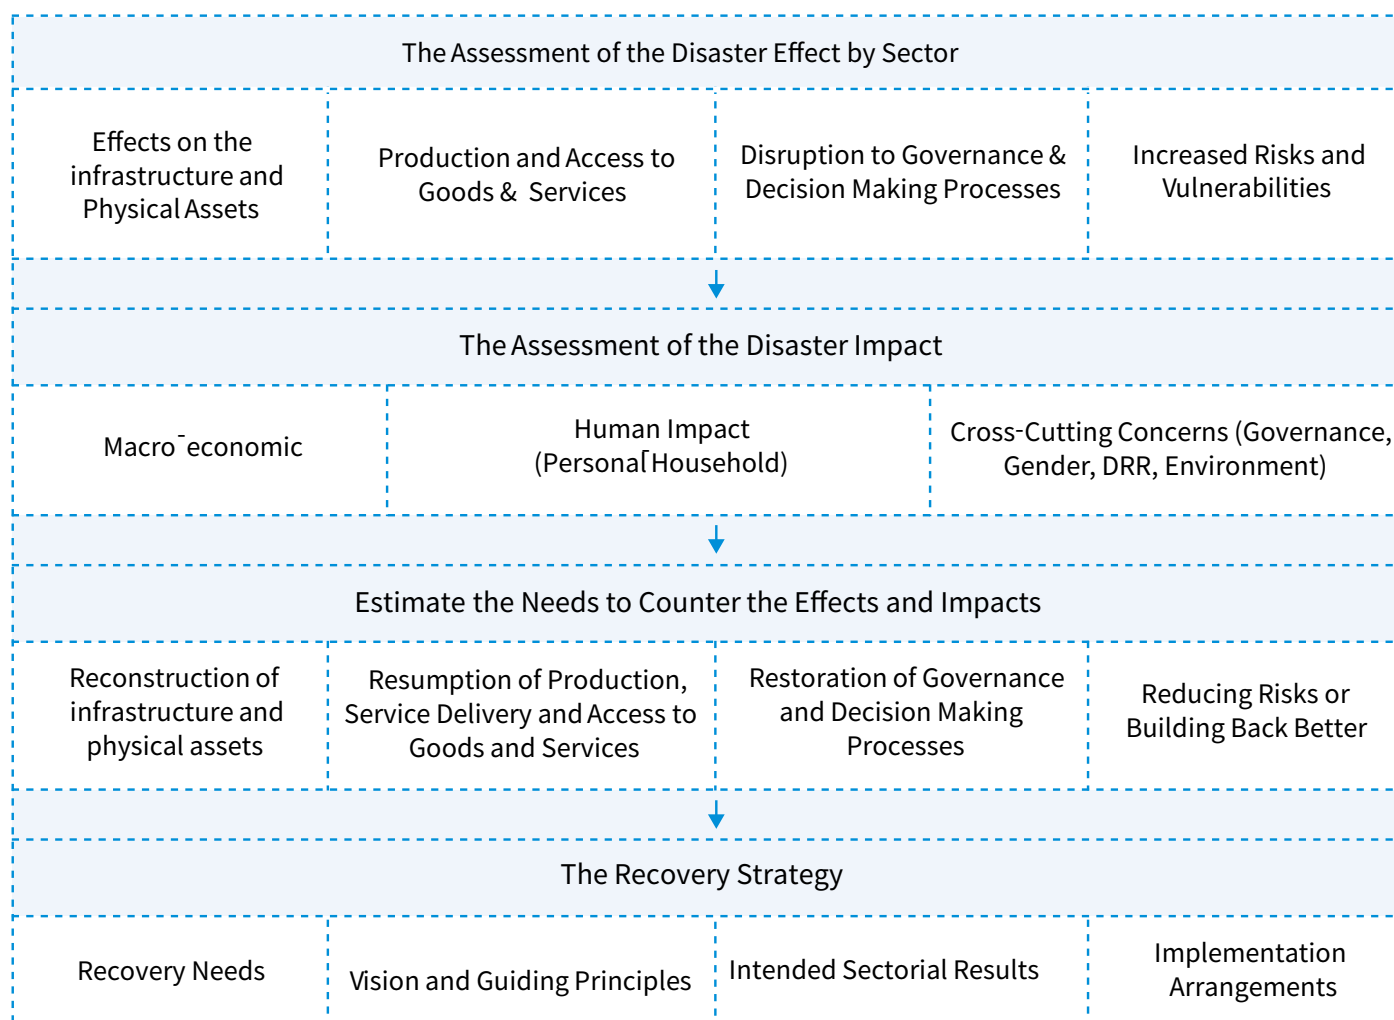 The Assessment of the Disaster Effect by Sector
Effects on the
infrastructure and
Physical Assets
Production and Access to
Goods & Services
Disruption to Governance &
Decision Making Processes
Increased Risks and
Vulnerabilities
The Assessment of the Disaster Impact
Macro¯economic
Human Impact
(Personal⌈Household)
Cross-Cutting Concerns (Governance,
Gender, DRR, Environment)
Estimate the Needs to Counter the Effects and Impacts
Reconstruction of
infrastructure and
physical assets
Resumption of Production,
Service Delivery and Access to
Goods and Services
Restoration of Governance
and Decision Making
Processes
Reducing Risks or
Building Back Better
The Recovery Strategy
Recovery Needs
Vision and Guiding Principles
Intended Sectorial Results
Implementation
Arrangements